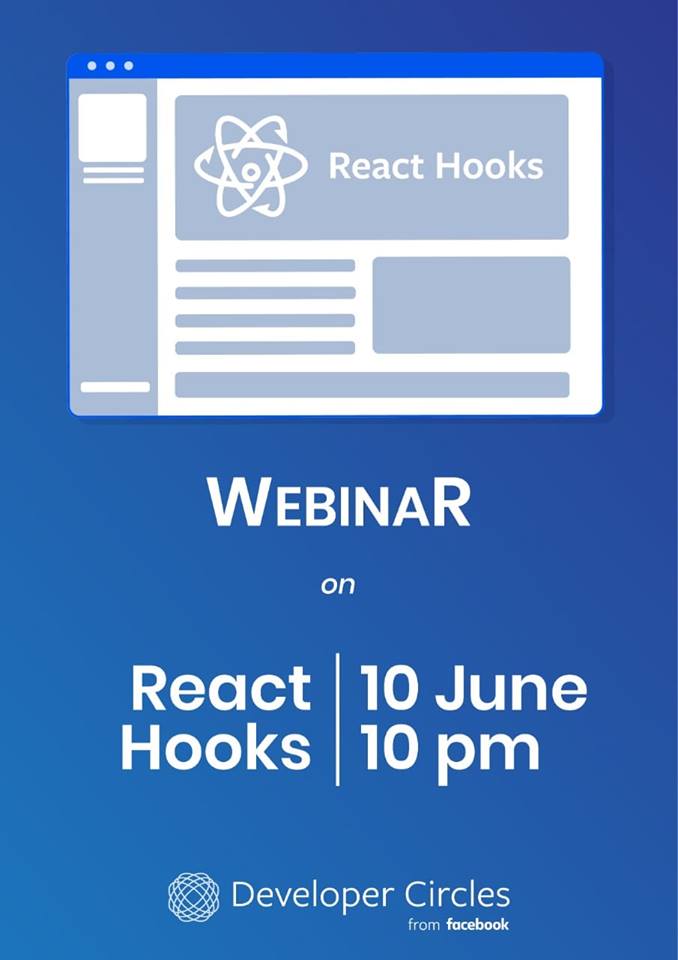 React Hooks
WEBINAR
on
React
Hooks
10 June
10 pm
Developer Circles
from facebook